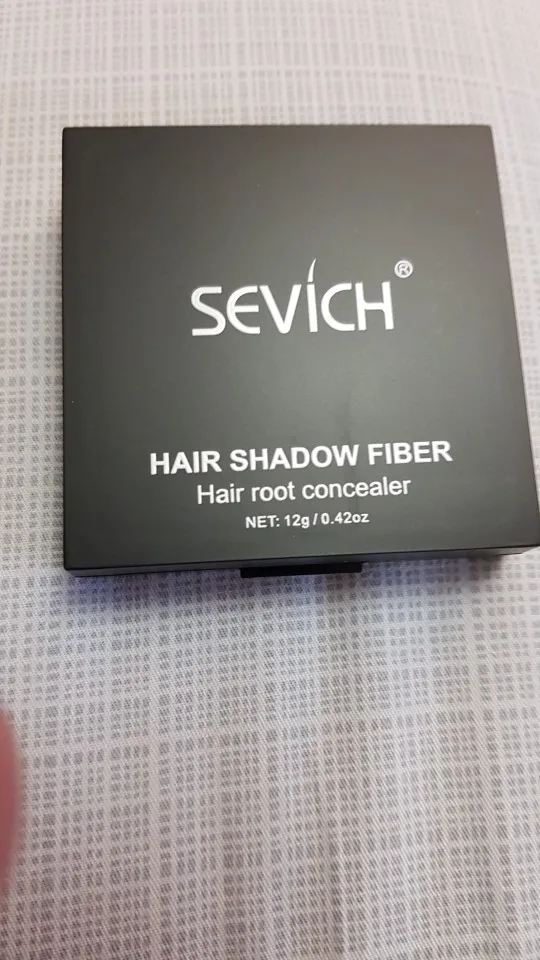 SEVICH®
HAIR SHADOW FIBER
Hair root concealer
NET: 12g / 0.42oz